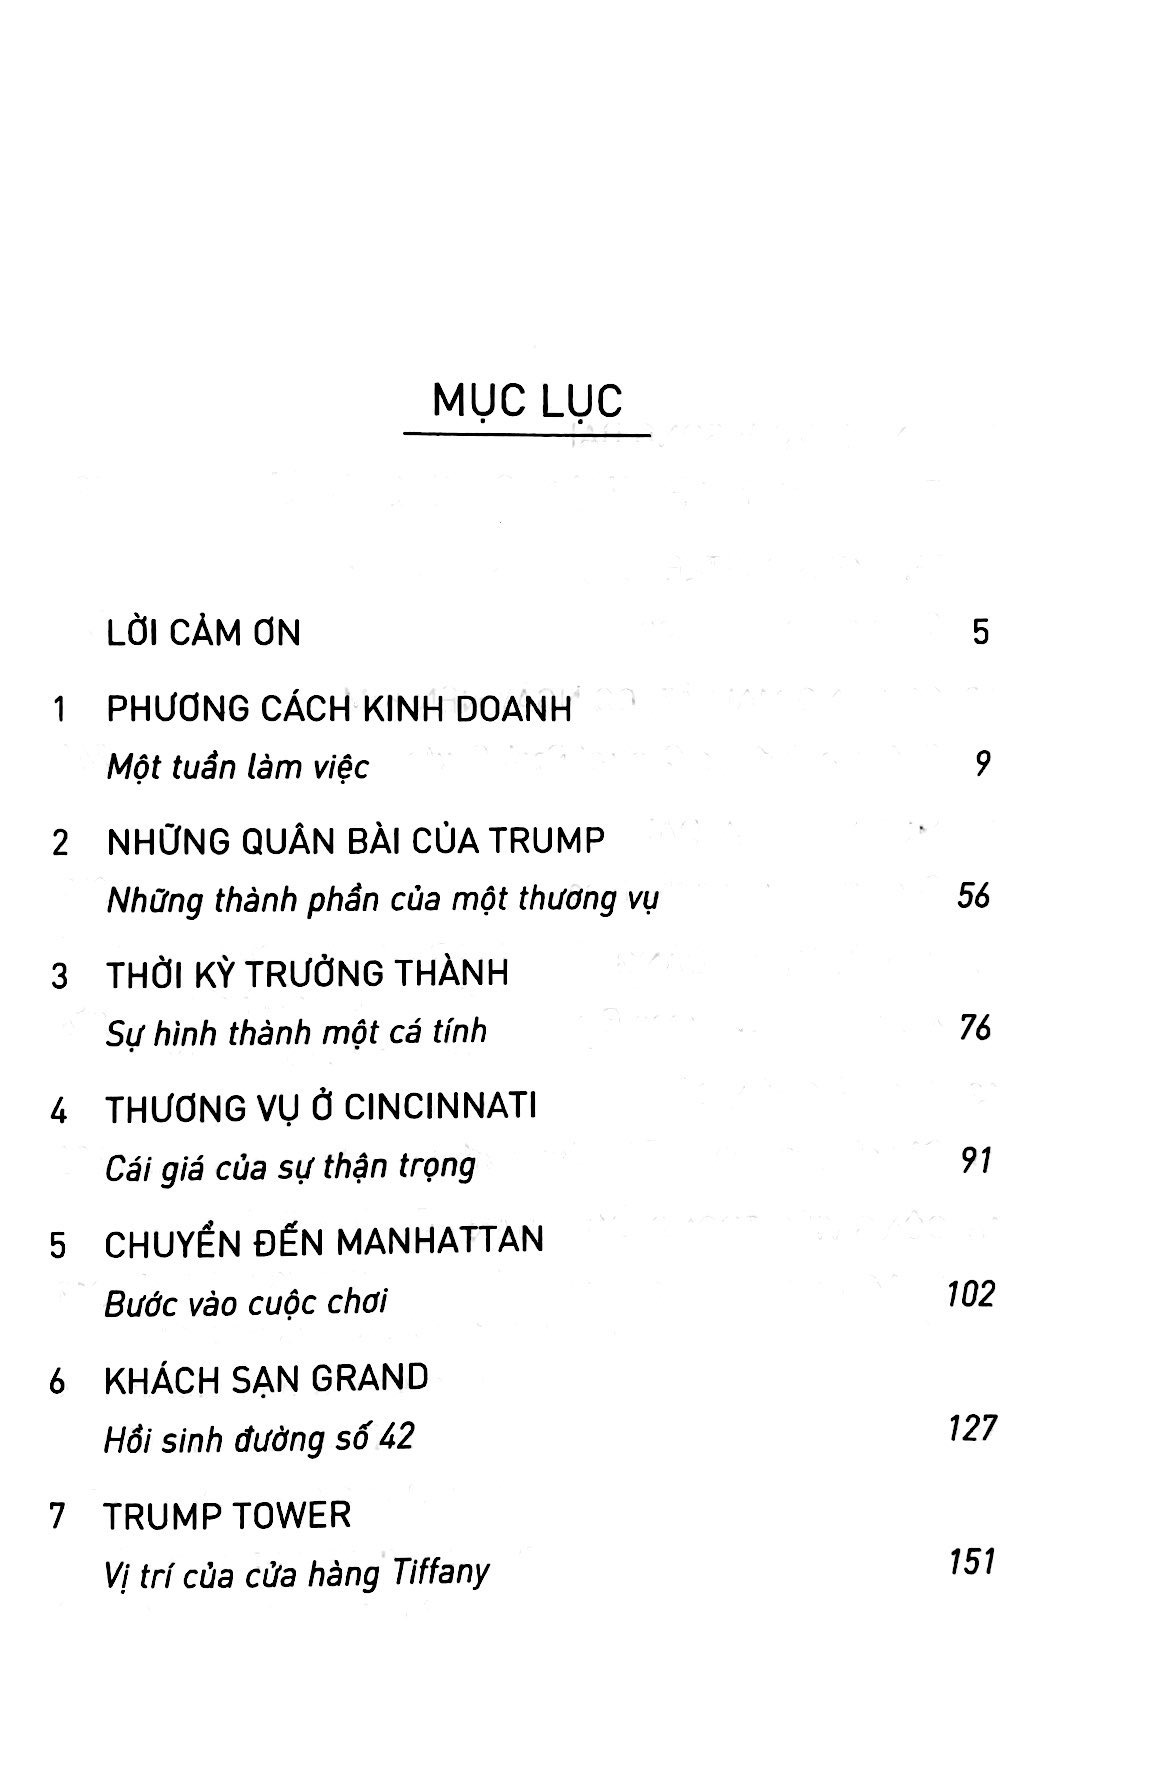 MỤC LỤC
LỜI CẢM ƠN 5
1 PHƯƠNG CÁCH KINH DOANH
Một tuần làm việc 9
2 NHỮNG QUÂN BÀI CỦA TRUMP
Những thành phần của một thương vụ 56
3 THỜI KỲ TRƯỞNG THÀNH
Sự hình thành một cá tính 76
4 THƯƠNG VỤ Ở CINCINNATI
Cái giá của sự thận trọng 91
5 CHUYỂN ĐẾN MANHATTAN
Bước vào cuộc chơi 102
6 KHÁCH SẠN GRAND
Hồi sinh đường số 42 127
7 TRUMP TOWER
Vị trí của cửa hàng Tiffany 151